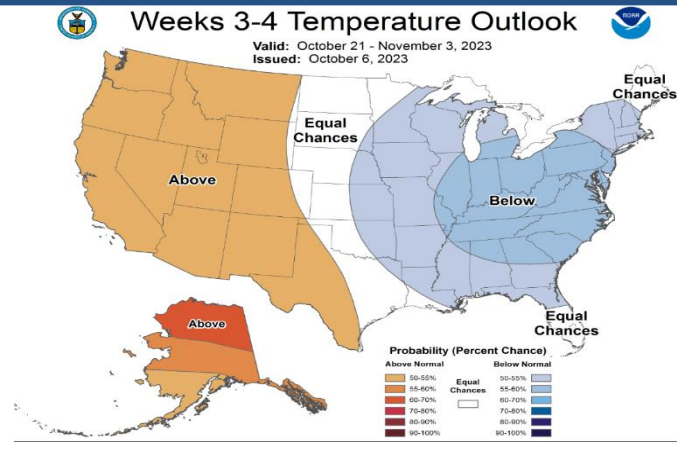 Weeks 3-4 Temperature Outlook
Valid: October 21 - November 3, 2023
Issued: October 6, 2023
NOAA
Equal
Chances
Equal
Chances
Above
Below
Equal
Chances
Above
Probability (Percent Chance)
Above Normal
Below Normal
Equal
Chances
50-55%
55-60%
60-70%
70-80%
80-90%
90-100%
50-55%
55-60%
60-70%
70-80%
80-90%
90-100%